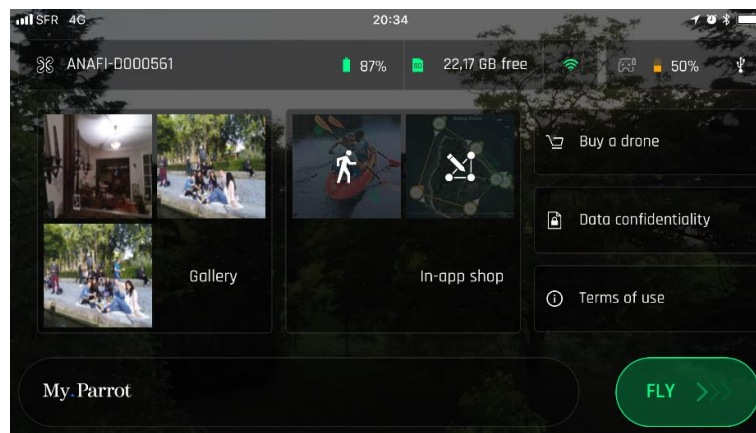 SFR 4G 20:34
ANAFI-D000561 87% 22,17 GB free 50%
Buy a drone
Data confidentiality
Gallery
In-app shop
Terms of use
My.Parrot
FLY